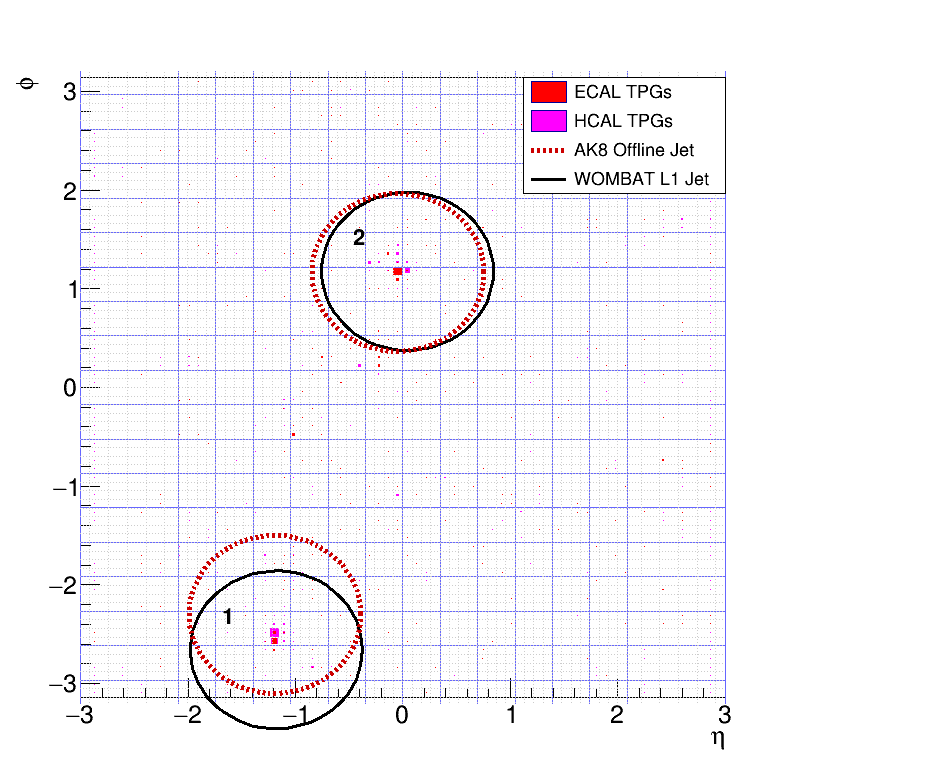 ϕ
3
2
1
0
−1
−2
−3
ECAL TPGs
HCAL TPGs
AK8 Offline Jet
WOMBAT L1 Jet
2
1
−3 −2 −1 0 1 2 3
η